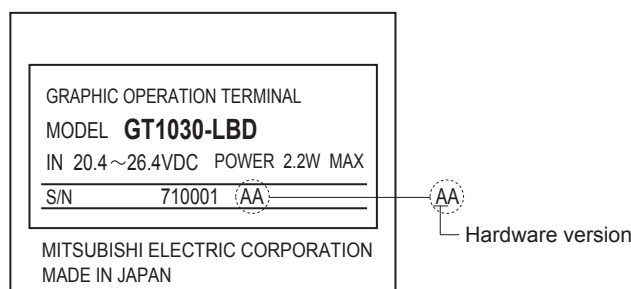 GRAPHIC OPERATION TERMINAL
MODEL GT1030-LBD
IN 20.4～26.4VDC POWER 2.2W MAX
S/N 710001 AA AA
Hardware version
MITSUBISHI ELECTRIC CORPORATION
MADE IN JAPAN